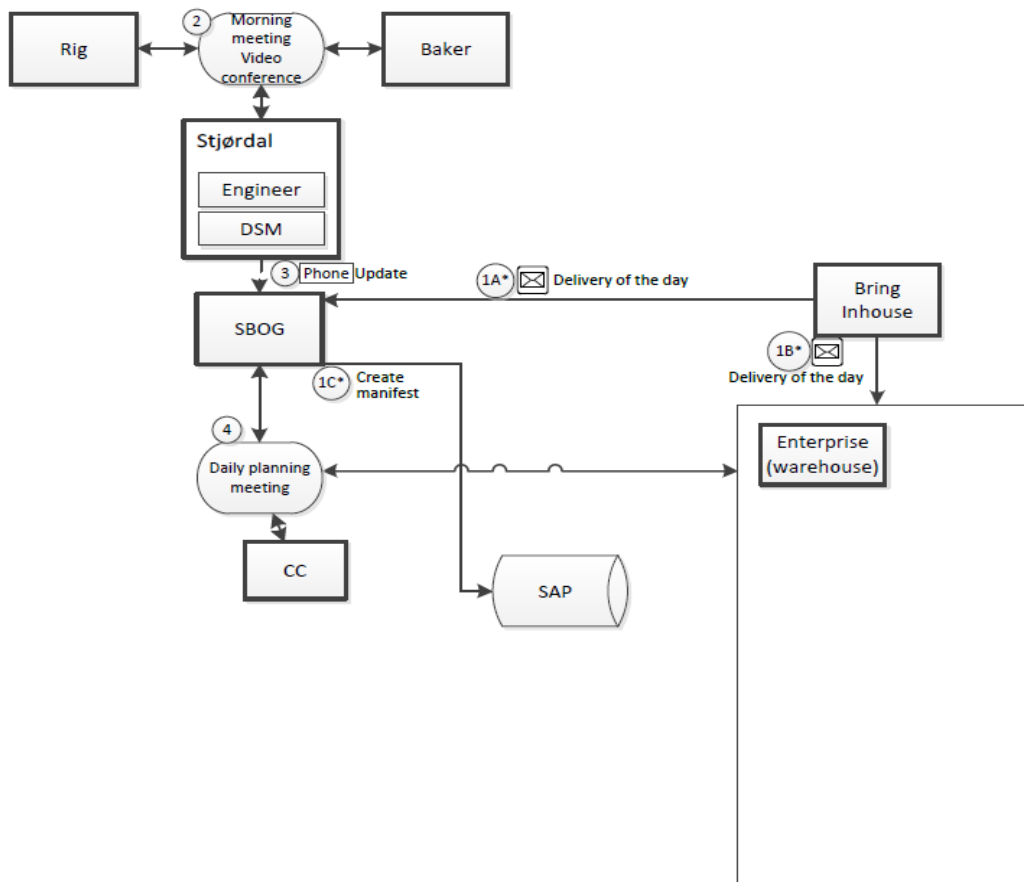 2
Morning
meeting
Video
conference
Rig
Baker
Stjørdal
Engineer
DSM
3 Phone Update
1A* Delivery of the day
Bring
Inhouse
SBOG
1B*
Delivery of the day
1C* Create
manifest
4
Daily planning
meeting
Enterprise
(warehouse)
CC
SAP